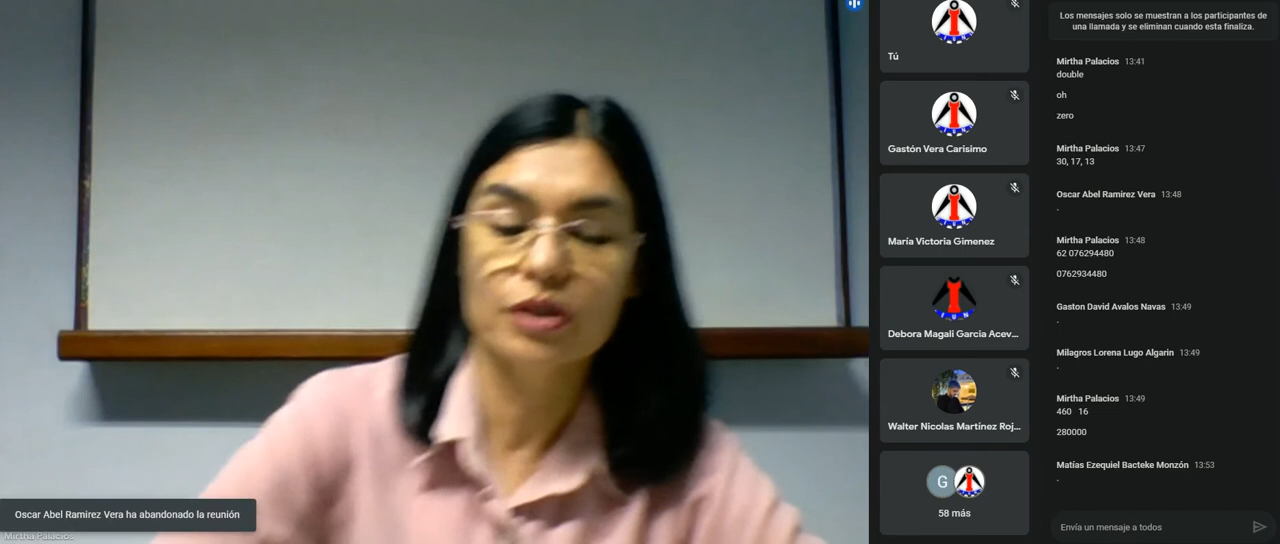 Oscar Abel Ramirez Vera ha abandonado la reunión
Mirtha Palacios
Tú
Gastón Vera Carisimo
María Victoria Gimenez
Debora Magali Garcia Acev...
Walter Nicolas Martínez Roj...
G
58 más
Los mensajes solo se muestran a los participantes de
una llamada y se eliminan cuando esta finaliza.
Mirtha Palacios 13:41
double
oh
zero
Mirtha Palacios 13:47
30, 17, 13
Oscar Abel Ramirez Vera 13:48
.
Mirtha Palacios 13:48
62 076294480
0762934480
Gaston David Avalos Navas 13:49
.
Milagros Lorena Lugo Algarin 13:49
.
Mirtha Palacios 13:49
460 16
280000
Matías Ezequiel Bacteke Monzón 13:53
.
Envía un mensaje a todos